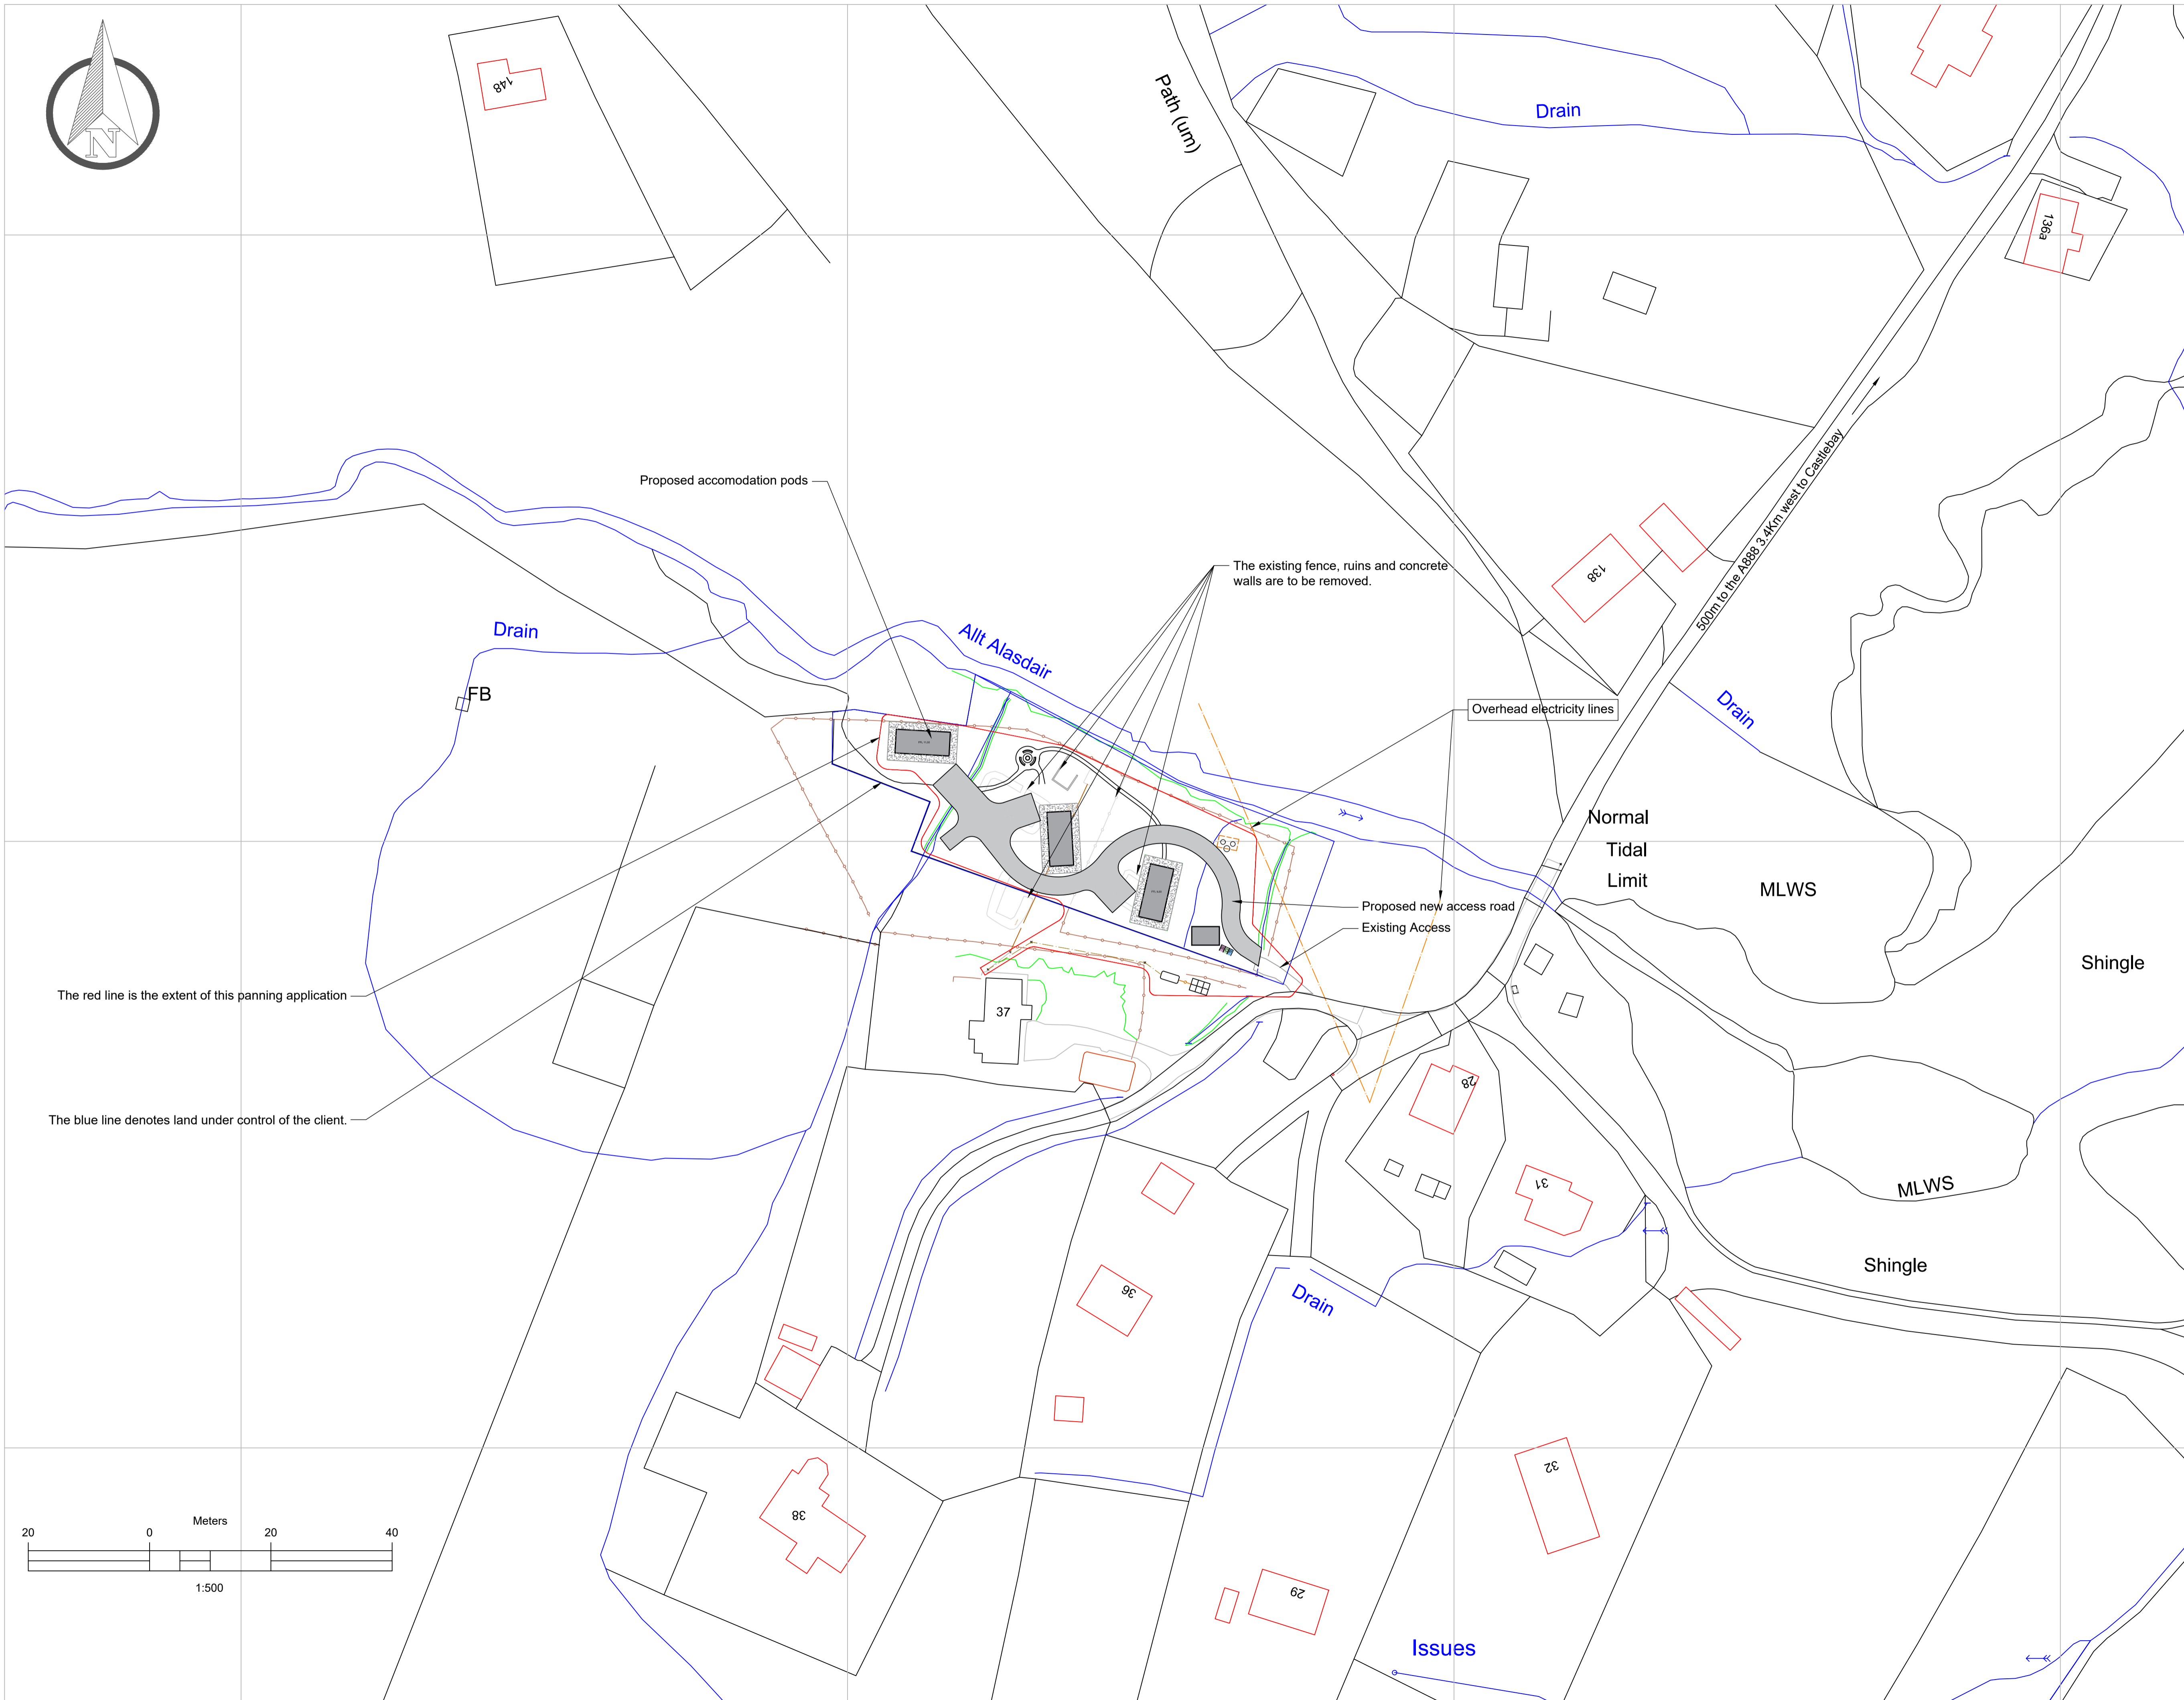 N
148
Path (um)
Drain
136a
Proposed accomodation pods
The existing fence, ruins and concrete
walls are to be removed.
138
500m to the A888 3.4Km west to Castlebay
Drain
Allt Alasdair
FB
Overhead electricity lines
Drain
Normal
Tidal
Limit
MLWS
Proposed new access road
Existing Access
Shingle
The red line is the extent of this panning application
37
28
The blue line denotes land under control of the client.
31
MLWS
Shingle
36
Drain
32
38
Meters
20 0 20 40
1:500
29
Issues